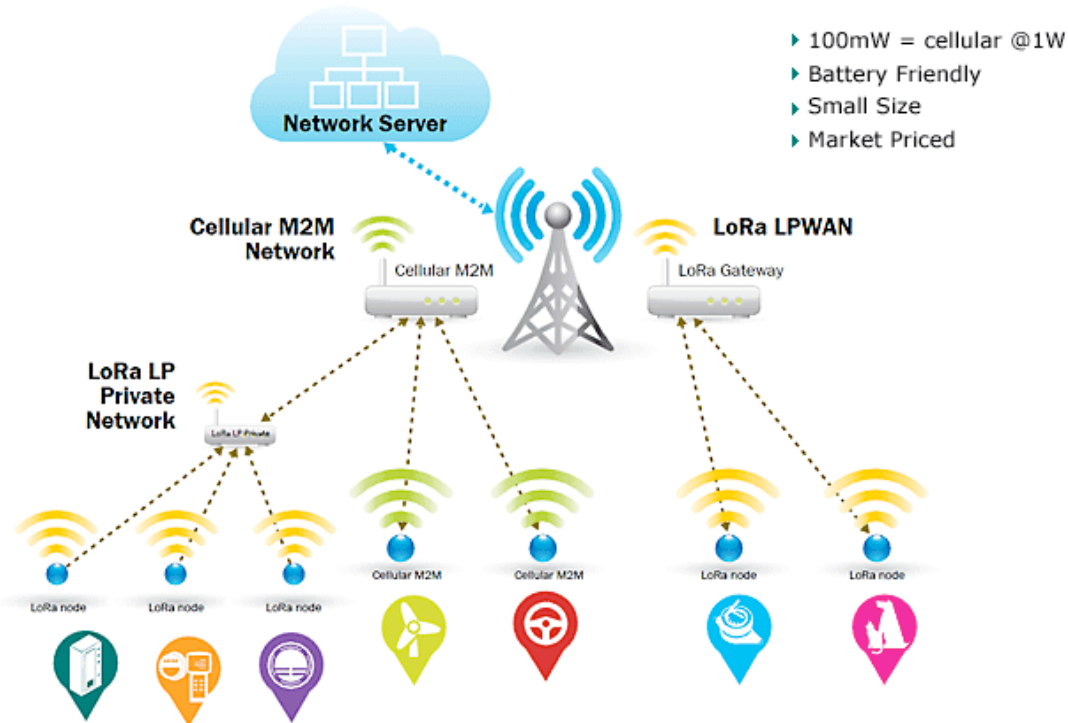 100mW = cellular @1W
Battery Friendly
Small Size
Market Priced
Network Server
Cellular M2M
Network
Cellular M2M
LoRa LPWAN
LoRa Gateway
LoRa LP
Private
Network
LoRa LP Private
Cellular M2M
Cellular M2M
LoRa node
LoRa node
LoRa node
LoRa node
LoRa node